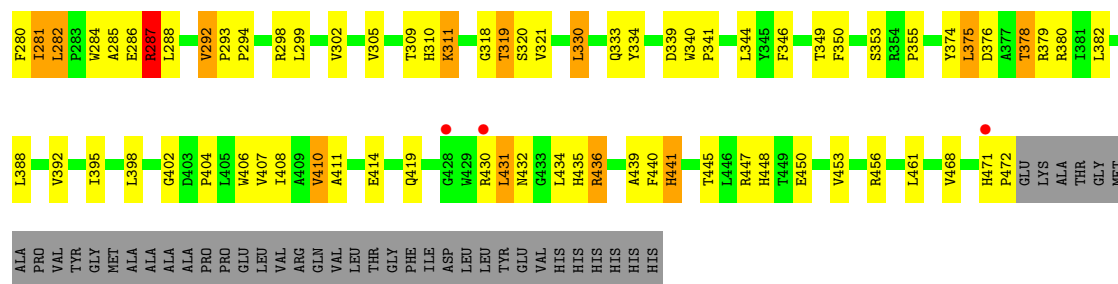 F280 I281 L282 P283 W284 A285 E286 R287 L288 V292 P293 P294 R298 L299 V302 V305 T309 H310 K311 G318 T319 S320 V321 L330 Q333 Y334 D339 W340 P341 L344 Y345 F346 T349 F350 S353 R354 P355 Y374 L375 D376 A377 T378 R379 R380 I381 L382
L388 V392 I395 L398 G402 D403 P404 L405 W406 V407 I408 A409 V410 A411 E414 Q419 G428 W429 R430 L431 N432 G433 L434 H435 R436 A439 F440 H441 T445 L446 R447 H448 T449 E450 V453 R456 L461 V468 H471 P472 GLU LYS ALA THR GLY MET
ALA PRO VAL TYR GLY MET ALA ALA ALA ALA PRO PRO GLU LEU VAL ARG GLN VAL LEU THR GLY PHE ILE ASP LEU LEU TYR GLU VAL HIS HIS HIS HIS HIS HIS